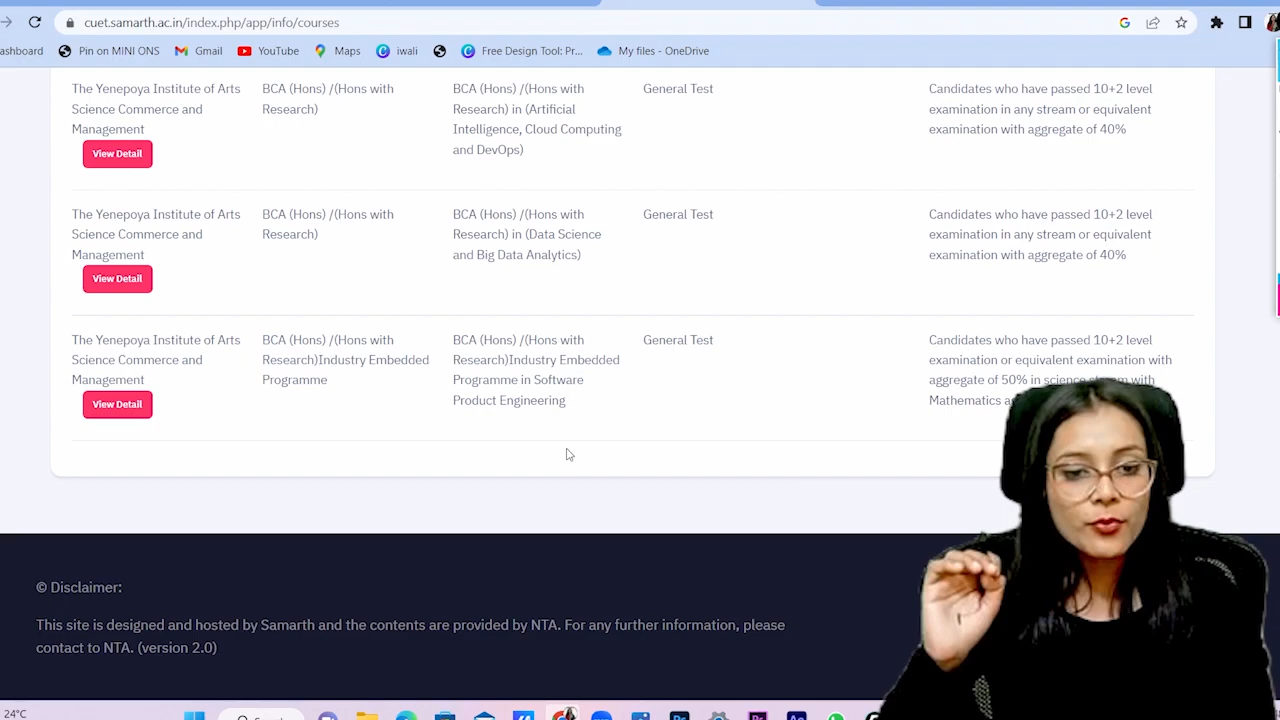 cuet.samarth.ac.in/index.php/app/info/courses
ashboard
Pin on MINI ONS
Gmail
YouTube
Maps
iwali
Free Design Tool: Pr...
My files - OneDrive
The Yenepoya Institute of Arts
Science Commerce and
Management
View Detail
BCA (Hons) /(Hons with
Research)
BCA (Hons) /(Hons with
Research) in (Artificial
Intelligence, Cloud Computing
and DevOps)
General Test
Candidates who have passed 10+2 level
examination in any stream or equivalent
examination with aggregate of 40%
The Yenepoya Institute of Arts
Science Commerce and
Management
View Detail
BCA (Hons) /(Hons with
Research)
BCA (Hons) /(Hons with
Research) in (Data Science
and Big Data Analytics)
General Test
Candidates who have passed 10+2 level
examination in any stream or equivalent
examination with aggregate of 40%
The Yenepoya Institute of Arts
Science Commerce and
Management
View Detail
BCA (Hons) /(Hons with
Research)Industry Embedded
Programme
BCA (Hons) /(Hons with
Research)Industry Embedded
Programme in Software
Product Engineering
General Test
Candidates who have passed 10+2 level
examination or equivalent examination with
aggregate of 50% in science stream with
Mathematics
© Disclaimer:
This site is designed and hosted by Samarth and the contents are provided by NTA. For any further information, please
contact to NTA. (version 2.0)
24°C